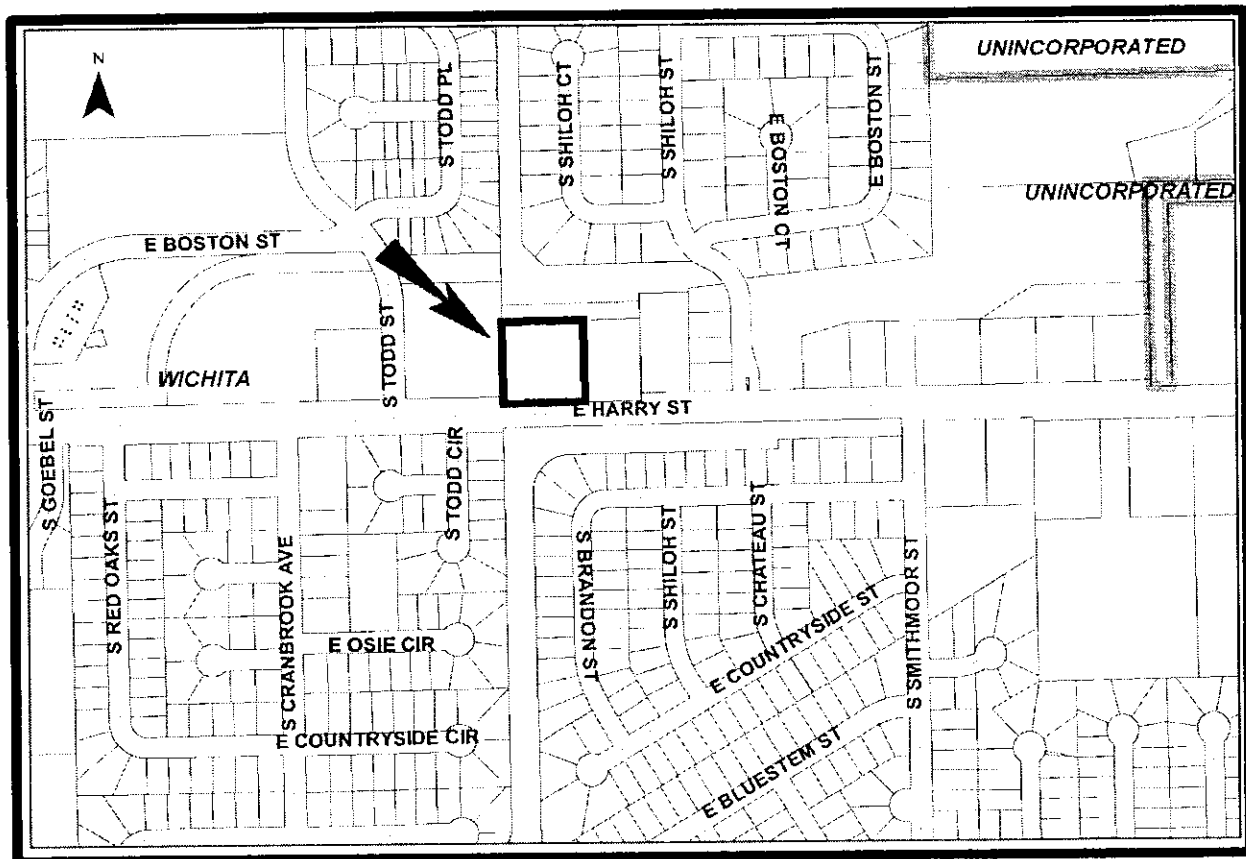 UNINCORPORATED
N
S TODD PL
S SHILOH CT
S SHILOH ST
E BOSTON CT
E BOSTON ST
UNINCORPORATED
E BOSTON ST
S TODD ST
WICHITA
E HARRY ST
S GOEBEL ST
S RED OAKS ST
S CRANBROOK AVE
S TODD CIR
S BRANDON ST
S SHILOH ST
S CHATEAU ST
S SMITHMOOR ST
E OSIE CIR
E COUNTRYSIDE ST
E COUNTRYSIDE CIR
E BLUESTEM ST